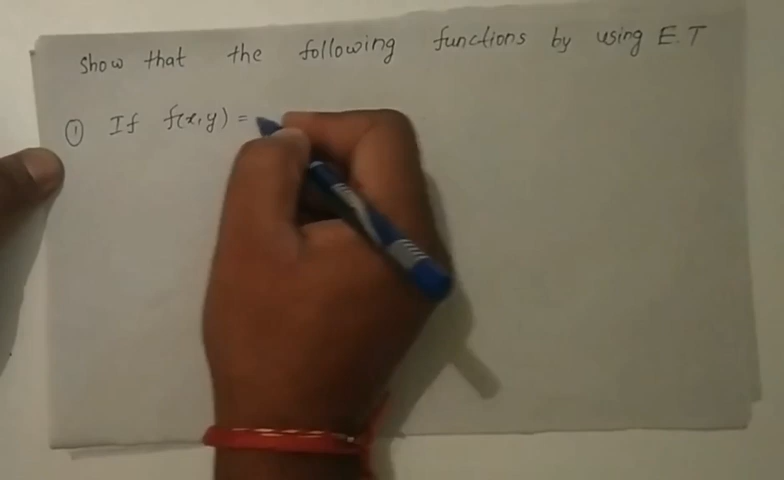 Show that the following functions by using E.T
① If f(x,y) =